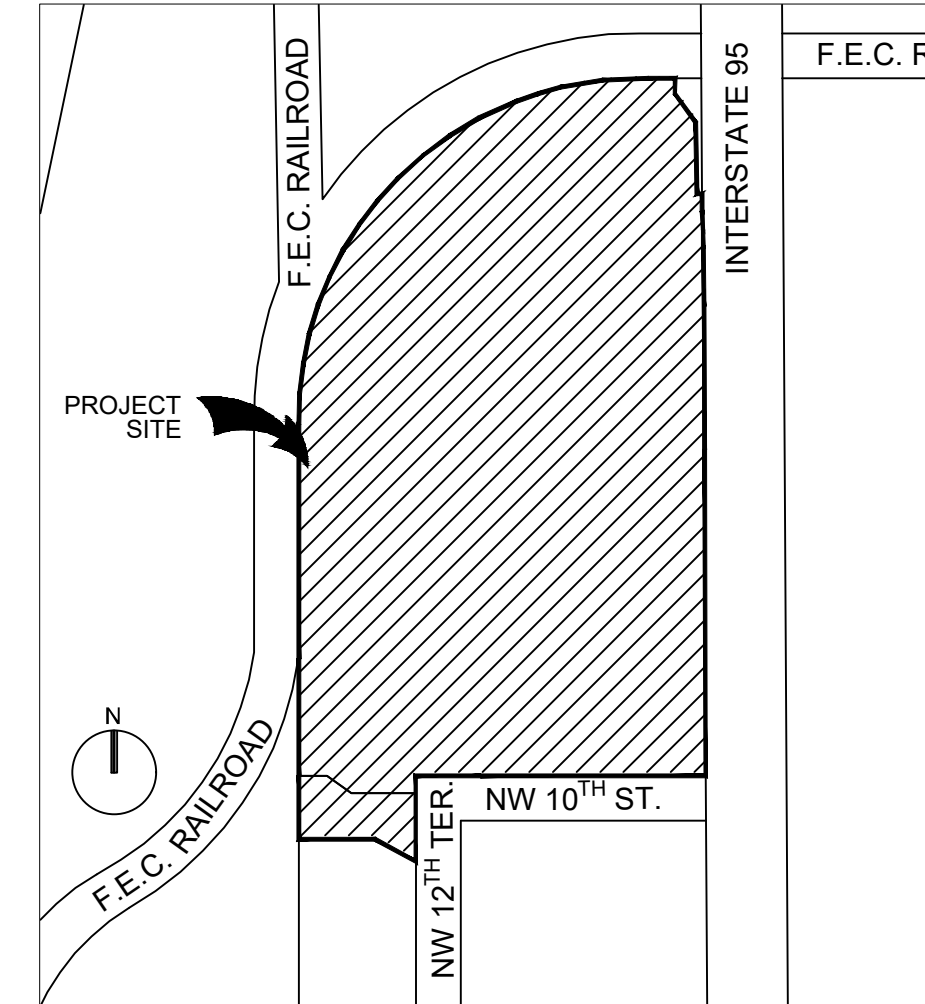 F.E.C. RAILROAD
INTERSTATE 95
F.E.C.
PROJECT
SITE
N
F.E.C. RAILROAD
NW 10TH ST.
NW 12TH TER.